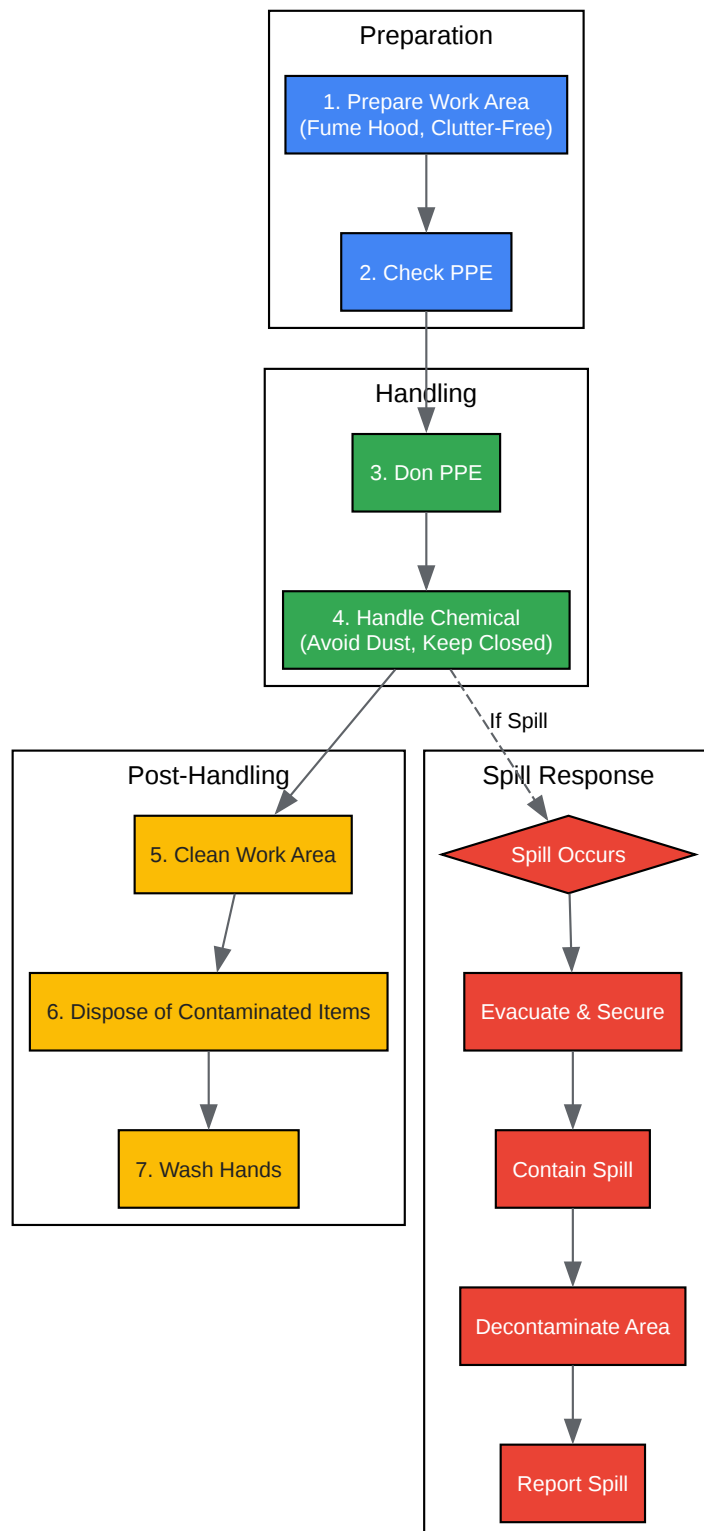 Preparation
1. Prepare Work Area
(Fume Hood, Clutter-Free)
2. Check PPE
Handling
3. Don PPE
4. Handle Chemical
(Avoid Dust, Keep Closed)
If Spill
Post-Handling
5. Clean Work Area
6. Dispose of Contaminated Items
7. Wash Hands
Spill Response
Spill Occurs
Evacuate & Secure
Contain Spill
Decontaminate Area
Report Spill